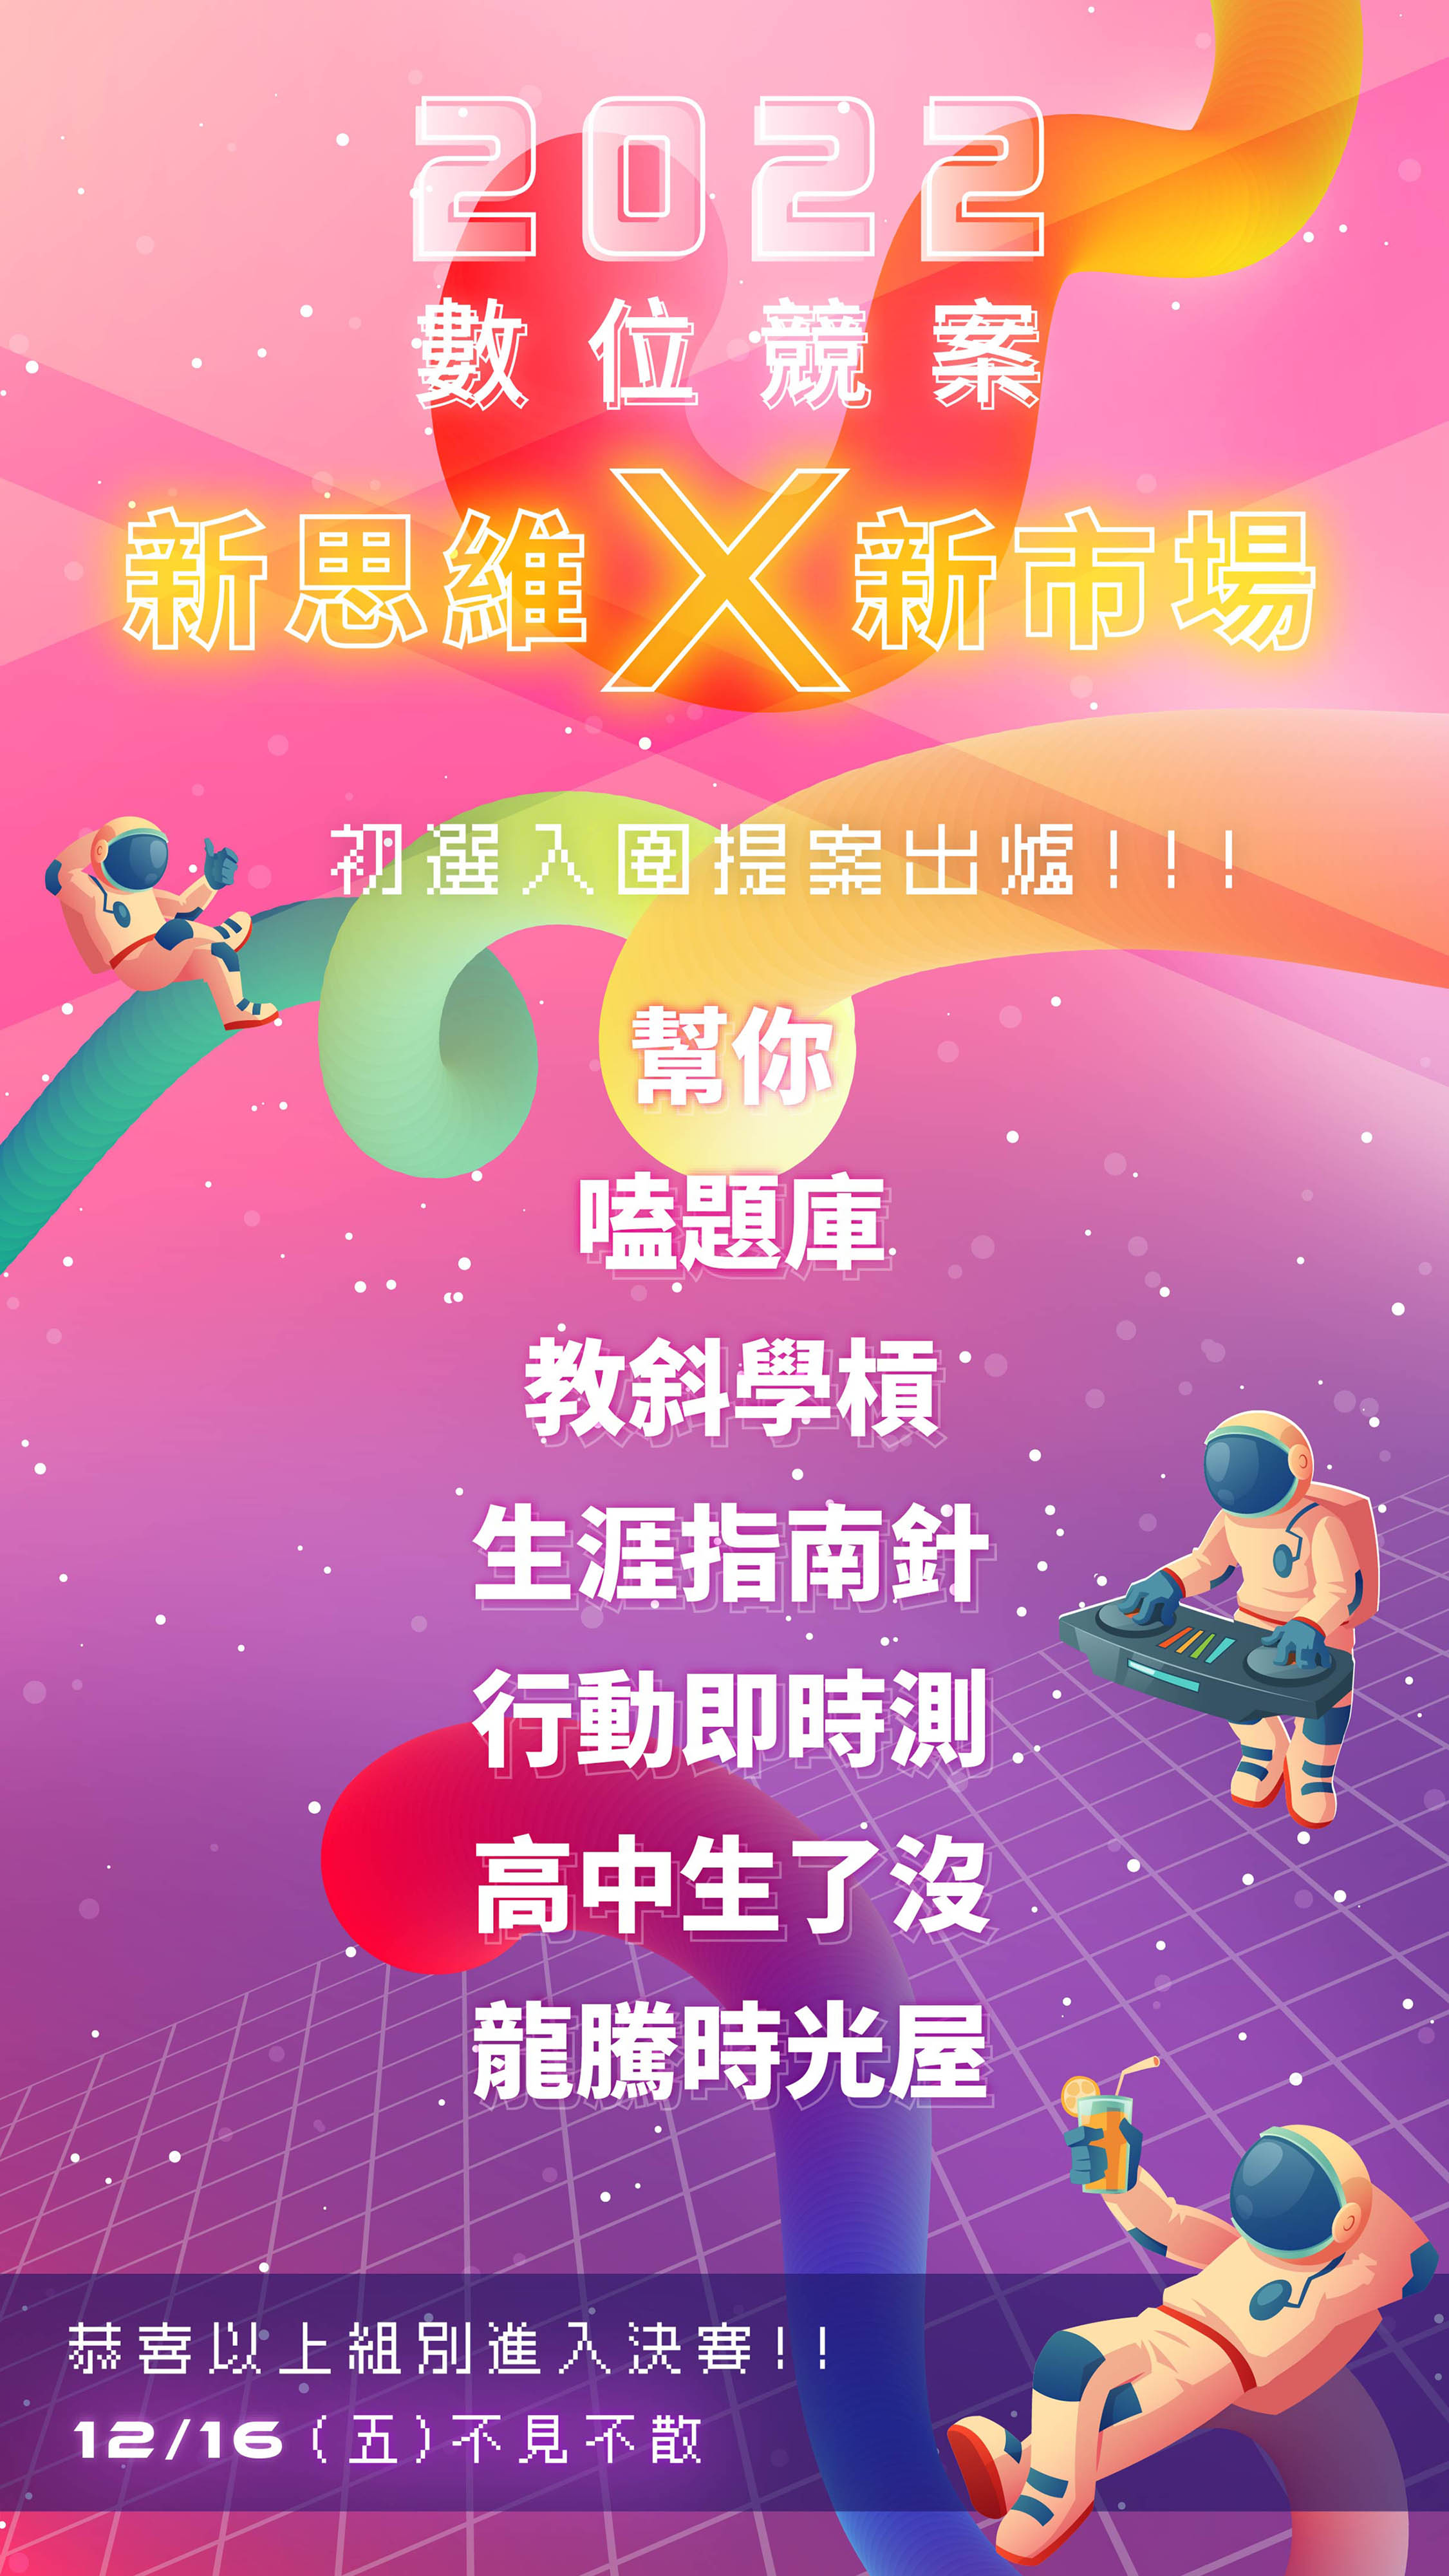 2022
數位競案
新思維X新市場
初選入圍提案出爐!!!
幫你
嗑題庫
教斜學槓
生涯指南針
行動即時測
高中生了沒
龍騰時光屋
恭喜以上組別進入決賽!!
12/16(五)不見不散